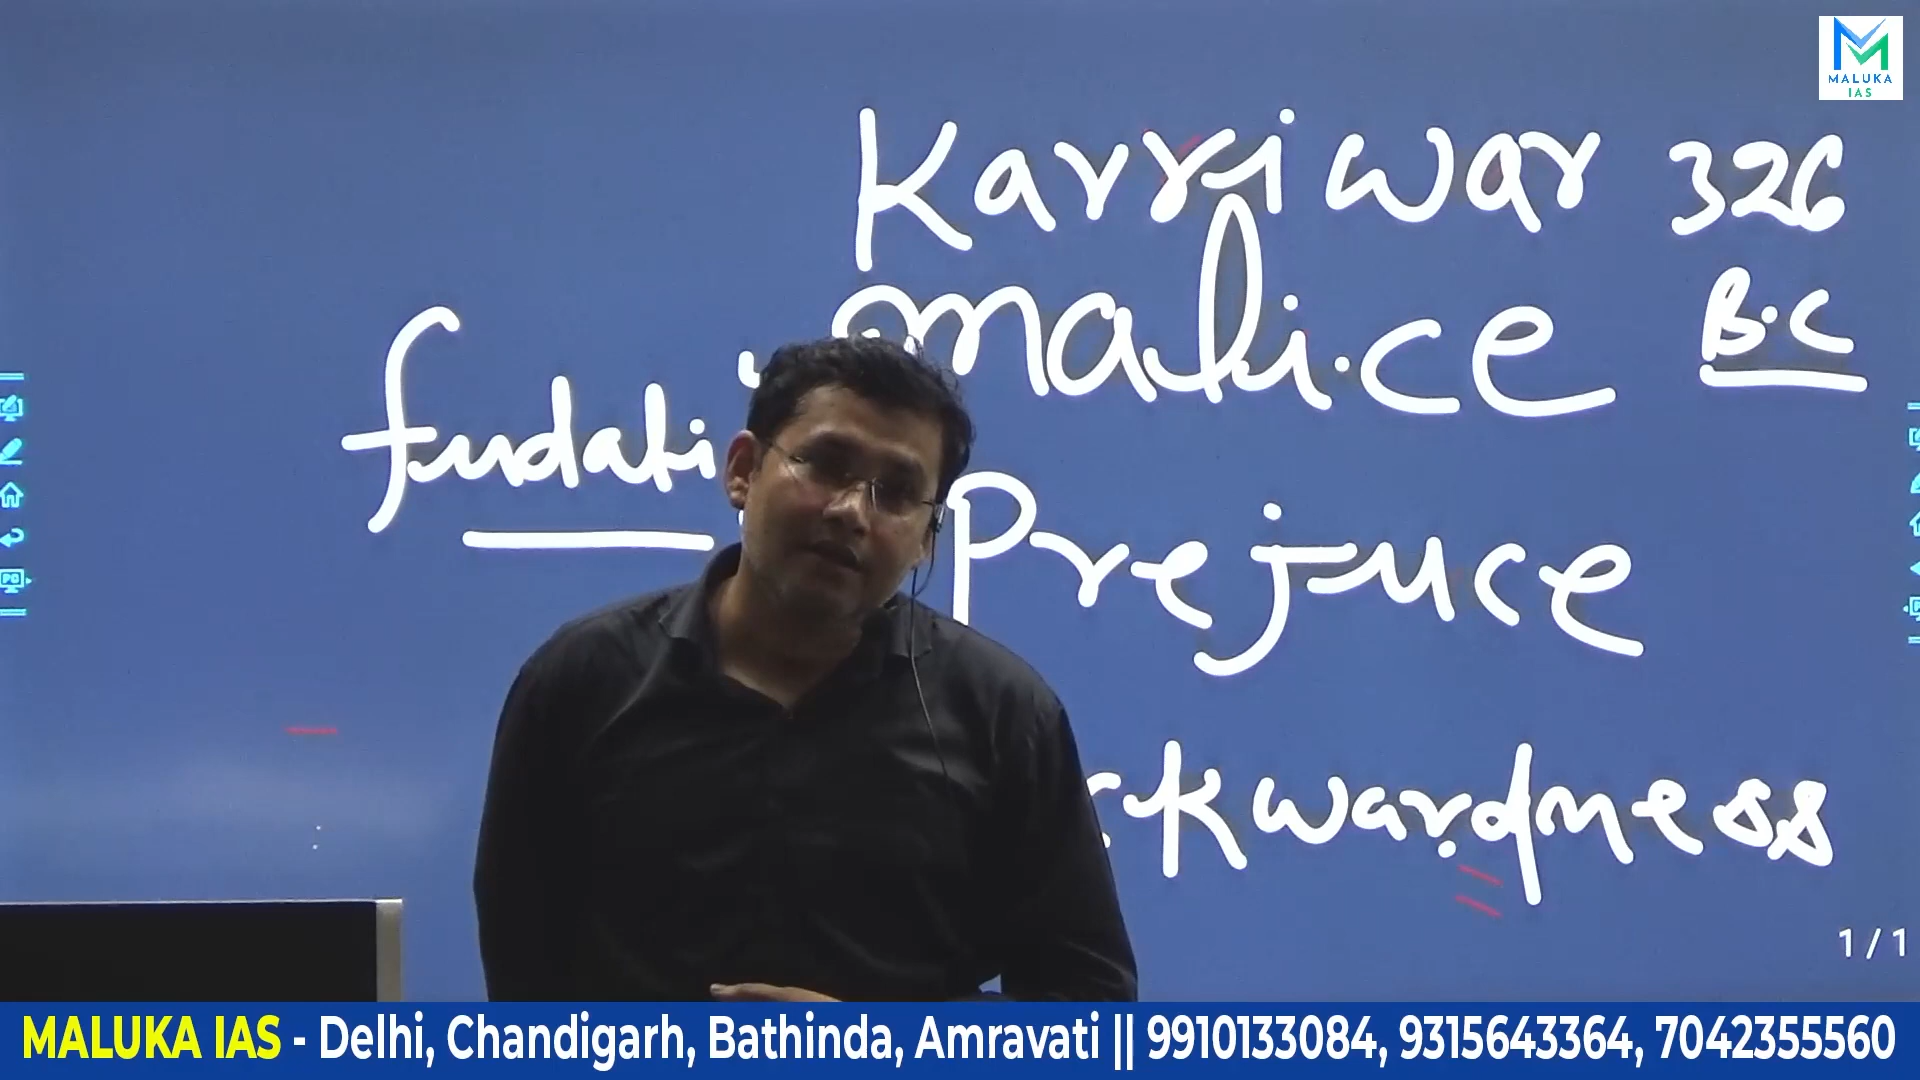 MALUKA
IAS
Karriwar 326
B.C
malice
fudati
Prejuce
kwardness
1 / 1
MALUKA IAS - Delhi, Chandigarh, Bathinda, Amravati || 9910133084, 9315643364, 7042355560